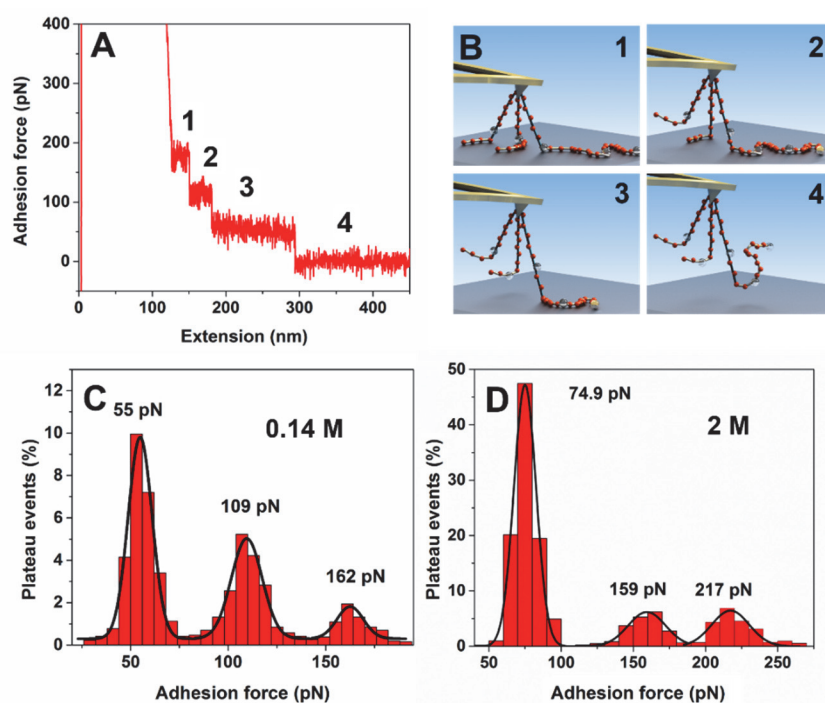 A
Adhesion force (pN)
400
300
200
100
0
1
2
3
4
0 100 200 300 400
Extension (nm)
B
1
2
3
4
C
55 pN
0.14 M
109 pN
162 pN
Plateau events (%)
12
10
8
6
4
2
0
50 100 150
Adhesion force (pN)
D
74.9 pN
2 M
159 pN
217 pN
Plateau events (%)
50
40
30
20
10
0
50 100 150 200 250
Adhesion force (pN)